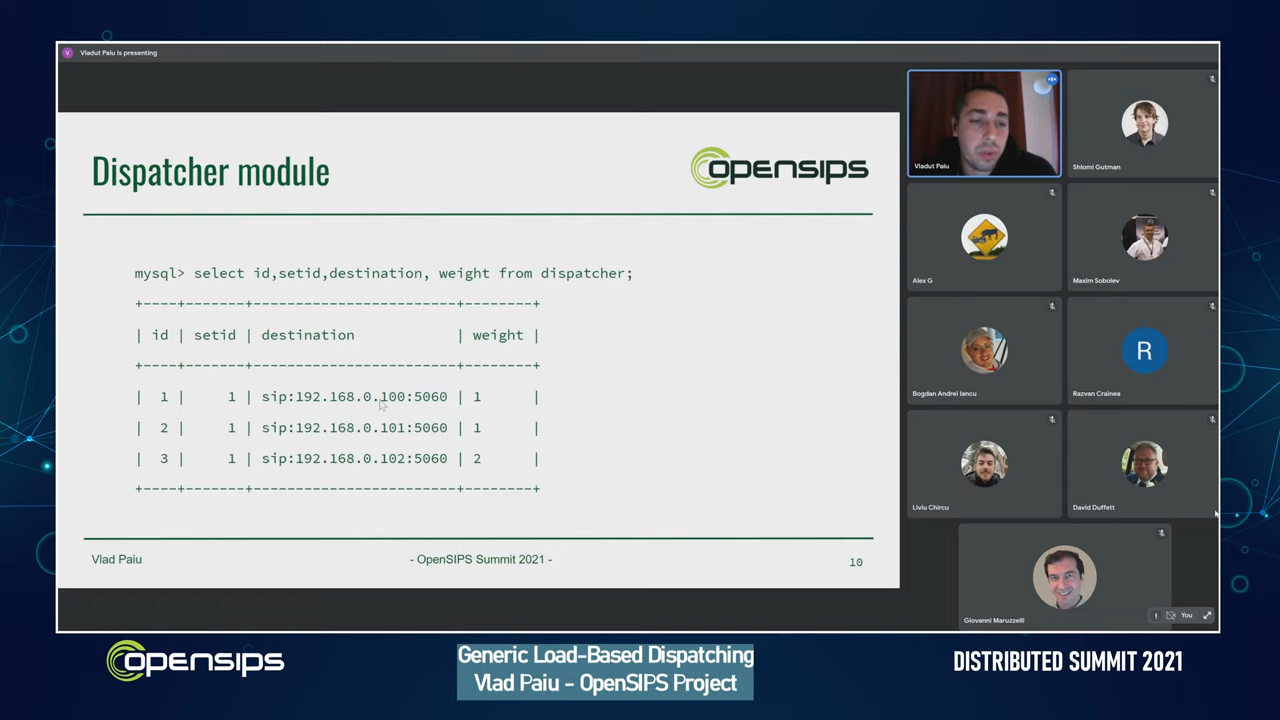 V
Vladut Paiu is presenting
Dispatcher module
OPENSIPS
mysql> select id,setid,destination, weight from dispatcher;
+----+-------+------------------------+--------+
| id | setid | destination            | weight |
+----+-------+------------------------+--------+
| 1 |     1 | sip:192.168.0.100:5060 | 1      |
| 2 |     1 | sip:192.168.0.101:5060 | 1      |
| 3 |     1 | sip:192.168.0.102:5060 | 2      |
+----+-------+------------------------+--------+
Vlad Paiu
- OpenSIPS Summit 2021 -
10
Vladut Paiu
Shlomi Gutman
Alex G
Maxim Sobolev
Bogdan Andrei Iancu
R
Razvan Crainea
Liviu Chircu
David Duffett
Giovanni Maruzzelli
You
OPENSIPS
Generic Load-Based Dispatching
Vlad Paiu - OpenSIPS Project
DISTRIBUTED SUMMIT 2021